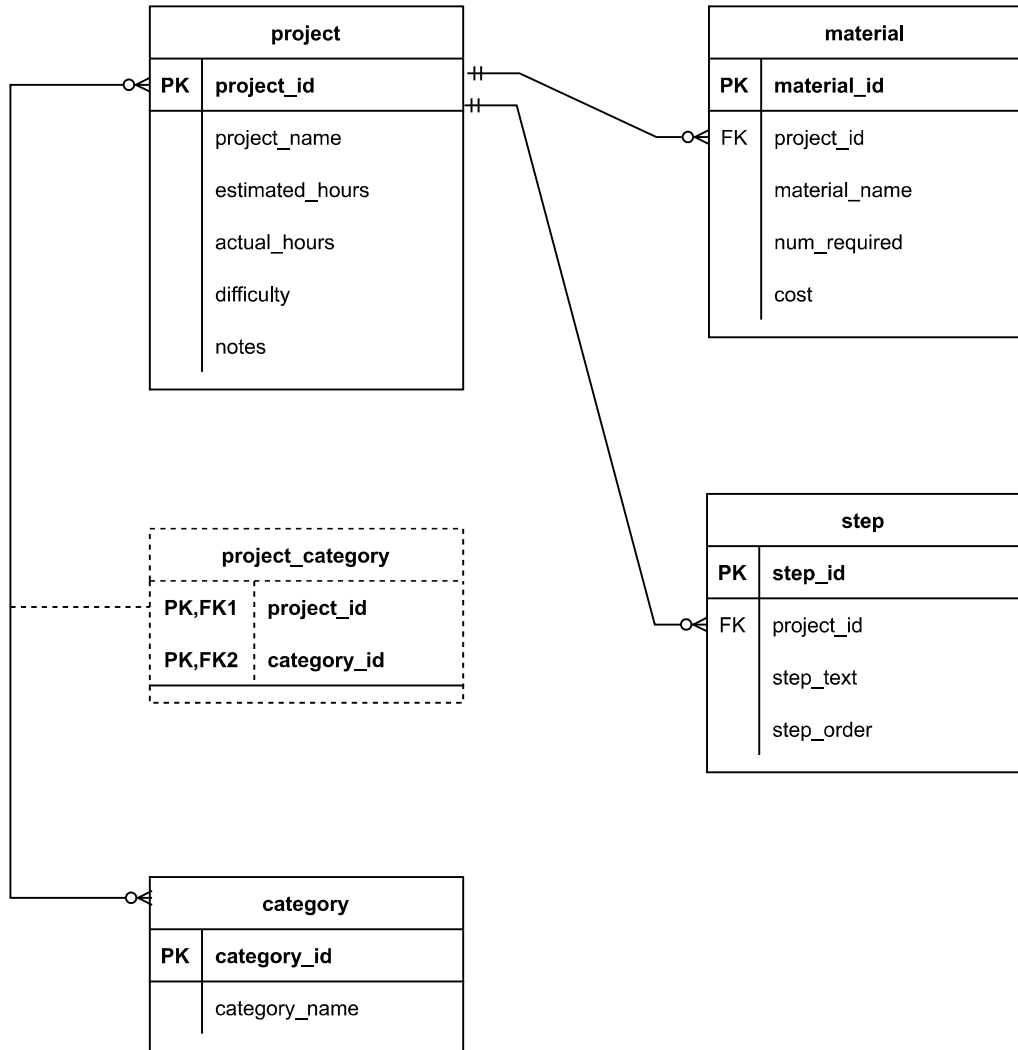 project
PK project_id
project_name
estimated_hours
actual_hours
difficulty
notes
material
PK material_id
FK project_id
material_name
num_required
cost
project_category
PK,FK1 project_id
PK,FK2 category_id
step
PK step_id
FK project_id
step_text
step_order
category
PK category_id
category_name